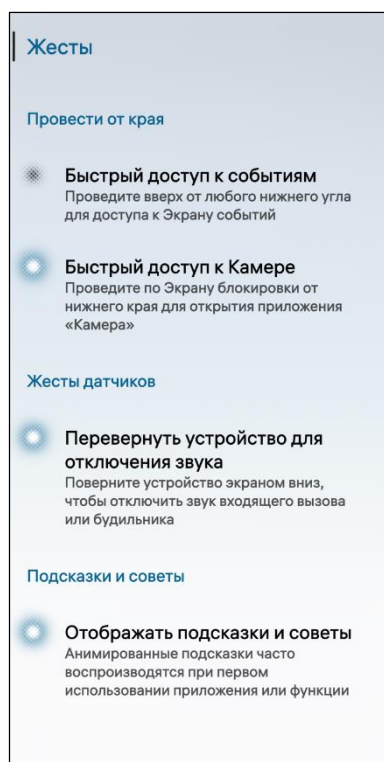 Жесты
Провести от края
Быстрый доступ к событиям
Проведите вверх от любого нижнего угла
для доступа к Экрану событий
Быстрый доступ к Камере
Проведите по Экрану блокировки от
нижнего края для открытия приложения
«Камера»
Жесты датчиков
Перевернуть устройство для
отключения звука
Поверните устройство экраном вниз,
чтобы отключить звук входящего вызова
или будильника
Подсказки и советы
Отображать подсказки и советы
Анимированные подсказки часто
воспроизводятся при первом
использовании приложения или функции